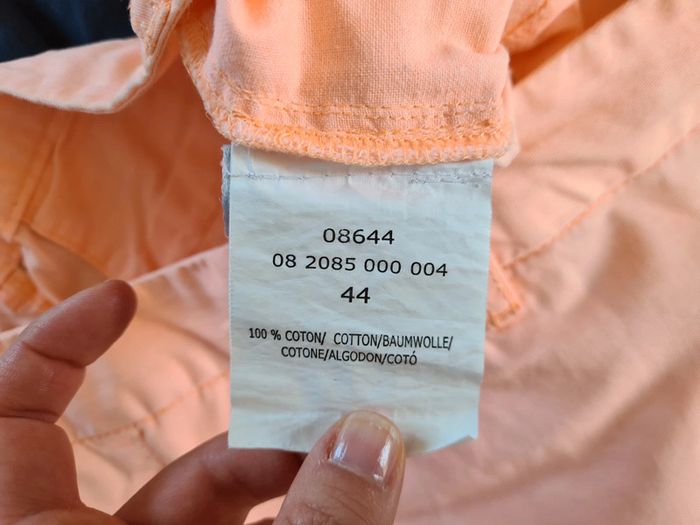 08644
08 2085 000 004
44
100 % COTON/ COTTON/BAUMWOLLE/
COTONE/ALGODON/COTÓ